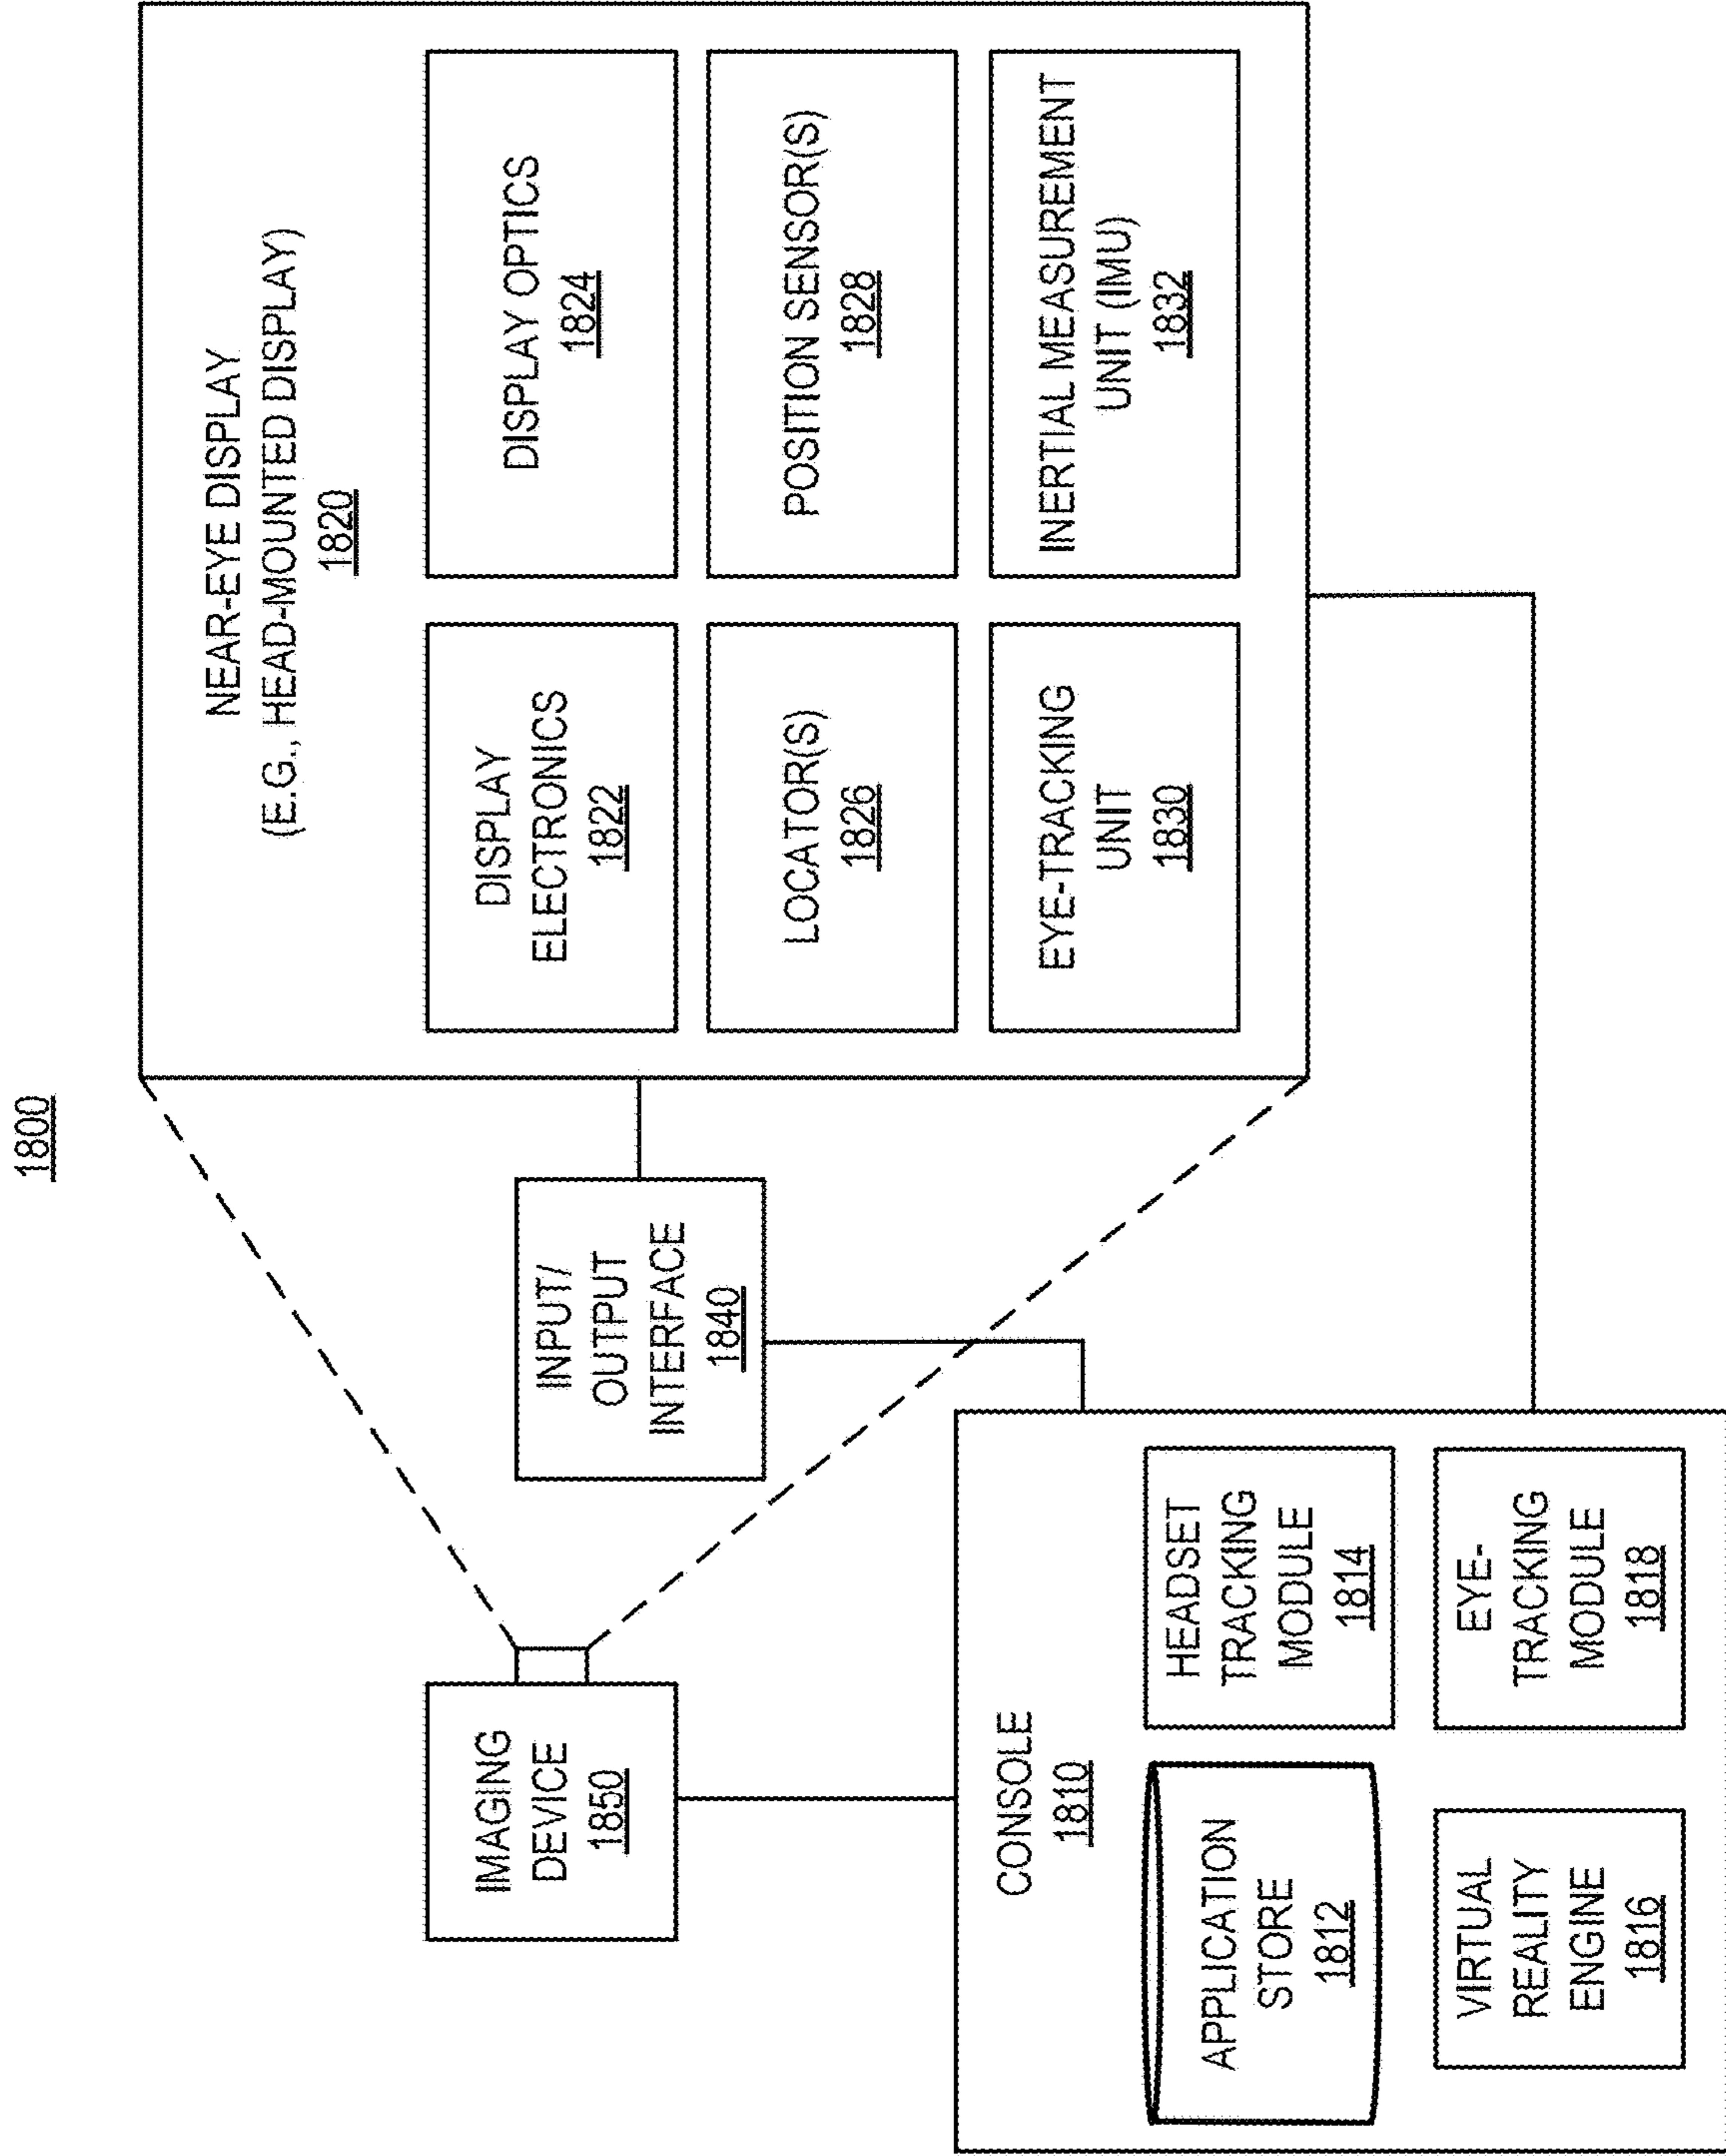 1800
NEAR-EYE DISPLAY
(E.G., HEAD-MOUNTED DISPLAY)
1820
DISPLAY
ELECTRONICS
1822
DISPLAY OPTICS
1824
LOCATOR(S)
1826
POSITION SENSOR(S)
1828
EYE-TRACKING
UNIT
1830
INERTIAL MEASUREMENT
UNIT (IMU)
1832
IMAGING
DEVICE
1850
INPUT/
OUTPUT
INTERFACE
1840
CONSOLE
1810
APPLICATION
STORE
1812
HEADSET
TRACKING
MODULE
1814
VIRTUAL
REALITY
ENGINE
1816
EYE-
TRACKING
MODULE
1818